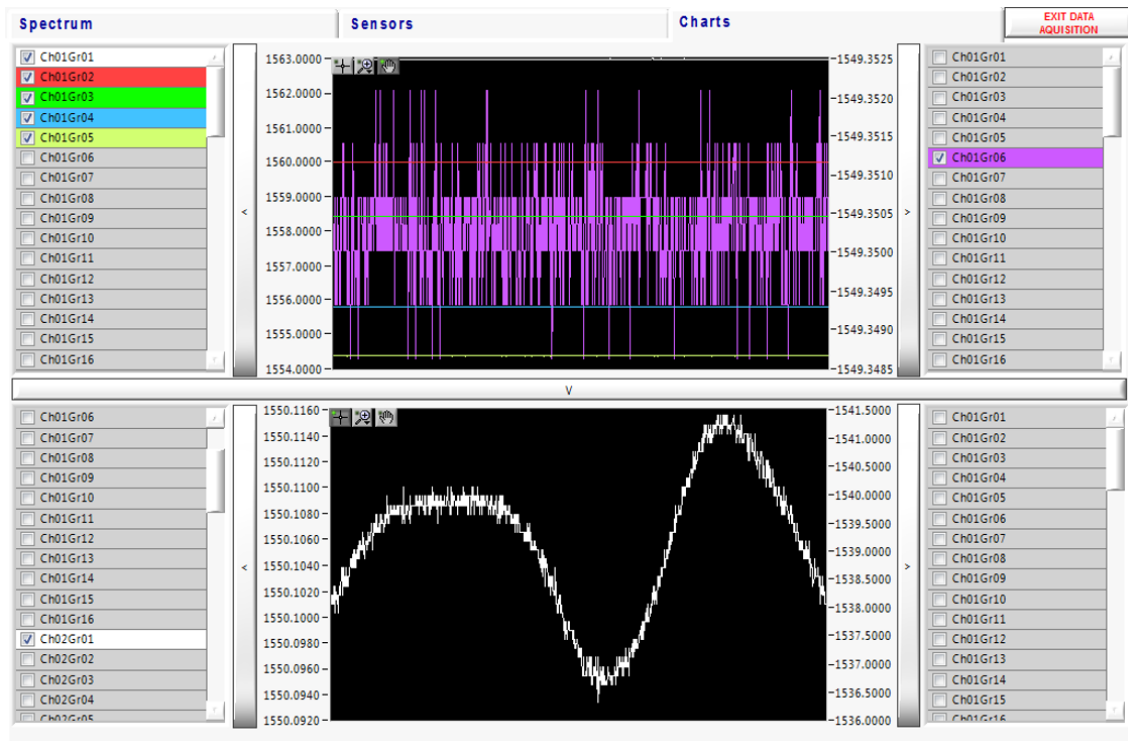 Spectrum
Sensors
Charts
EXIT DATA
AQUISITION
Ch01Gr01
Ch01Gr02
Ch01Gr03
Ch01Gr04
Ch01Gr05
Ch01Gr06
Ch01Gr07
Ch01Gr08
Ch01Gr09
Ch01Gr10
Ch01Gr11
Ch01Gr12
Ch01Gr13
Ch01Gr14
Ch01Gr15
Ch01Gr16
<
1563.0000
1562.0000
1561.0000
1560.0000
1559.0000
1558.0000
1557.0000
1556.0000
1555.0000
1554.0000
1549.3525
1549.3520
1549.3515
1549.3510
1549.3505
1549.3500
1549.3495
1549.3490
1549.3485
>
Ch01Gr01
Ch01Gr02
Ch01Gr03
Ch01Gr04
Ch01Gr05
Ch01Gr06
Ch01Gr07
Ch01Gr08
Ch01Gr09
Ch01Gr10
Ch01Gr11
Ch01Gr12
Ch01Gr13
Ch01Gr14
Ch01Gr15
Ch01Gr16
V
Ch01Gr06
Ch01Gr07
Ch01Gr08
Ch01Gr09
Ch01Gr10
Ch01Gr11
Ch01Gr12
Ch01Gr13
Ch01Gr14
Ch01Gr15
Ch01Gr16
Ch02Gr01
Ch02Gr02
Ch02Gr03
Ch02Gr04
Ch02Gr05
<
1550.1160
1550.1140
1550.1120
1550.1100
1550.1080
1550.1060
1550.1040
1550.1020
1550.1000
1550.0980
1550.0960
1550.0940
1550.0920
1541.5000
1541.0000
1540.5000
1540.0000
1539.5000
1539.0000
1538.5000
1538.0000
1537.5000
1537.0000
1536.5000
1536.0000
>
Ch01Gr01
Ch01Gr02
Ch01Gr03
Ch01Gr04
Ch01Gr05
Ch01Gr06
Ch01Gr07
Ch01Gr08
Ch01Gr09
Ch01Gr10
Ch01Gr11
Ch01Gr12
Ch01Gr13
Ch01Gr14
Ch01Gr15
Ch01Gr16